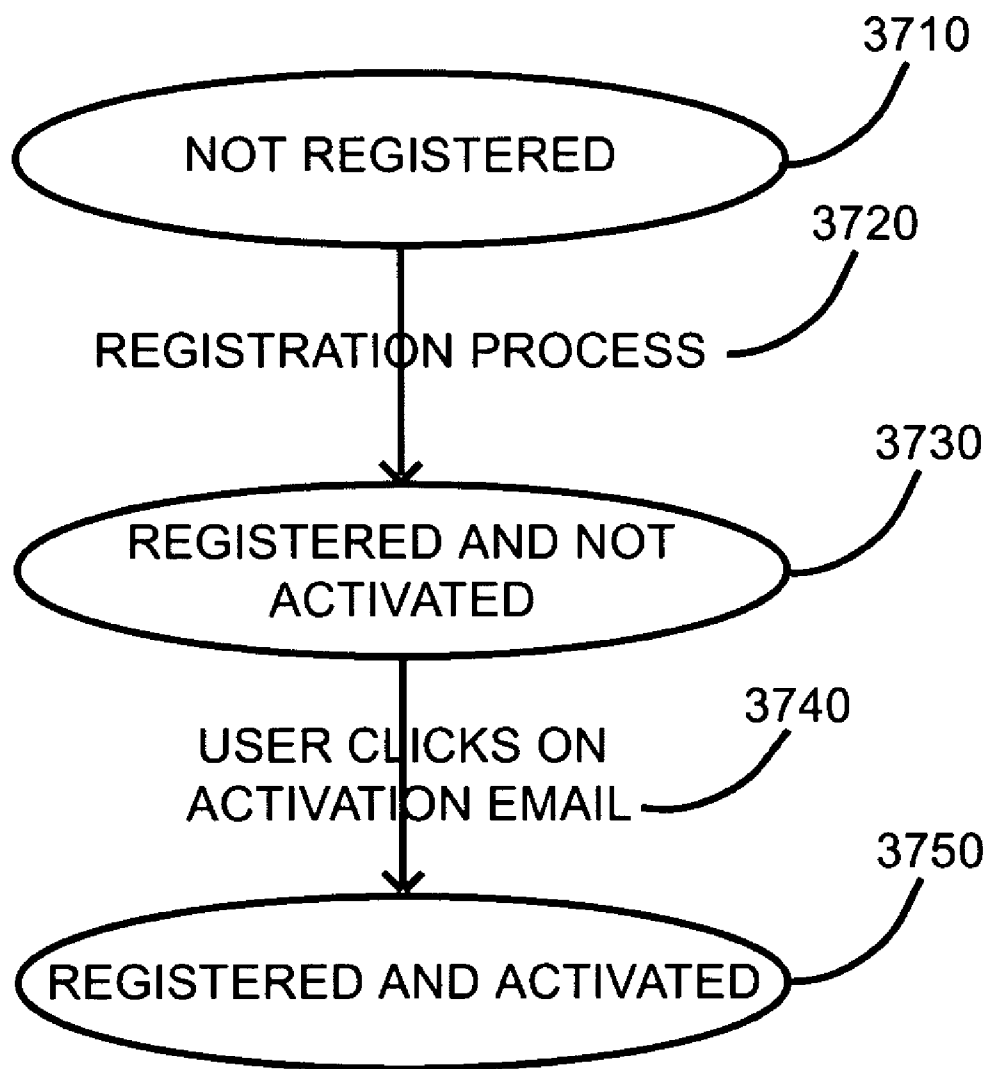 3710
NOT REGISTERED
3720
REGISTRATION PROCESS
3730
REGISTERED AND NOT
ACTIVATED
3740
USER CLICKS ON
ACTIVATION EMAIL
3750
REGISTERED AND ACTIVATED